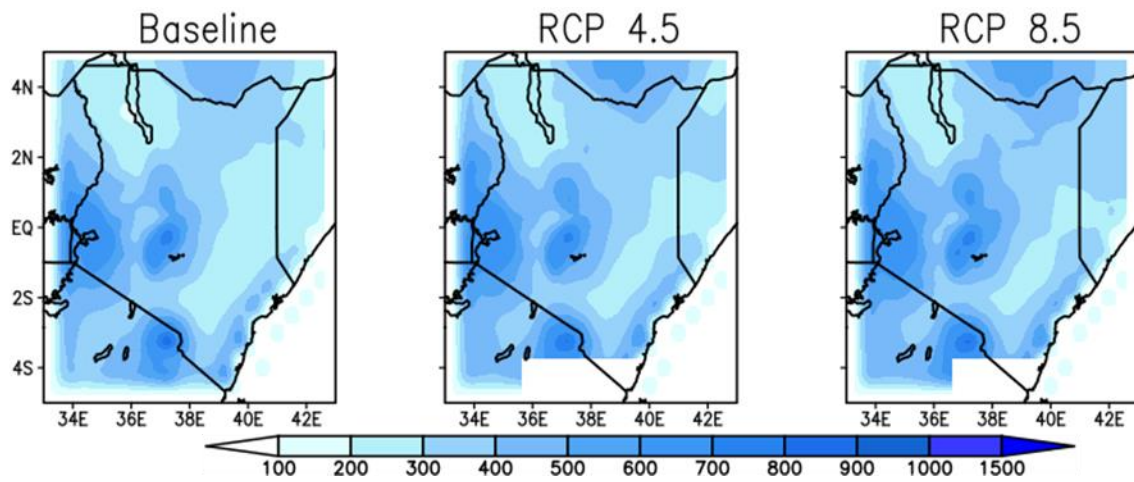 Baseline RCP 4.5 RCP 8.5
4N
2N
EQ
2S
4S
34E 36E 38E 40E 42E 34E 36E 38E 40E 42E 34E 36E 38E 40E 42E
100 200 300 400 500 600 700 800 900 1000 1500